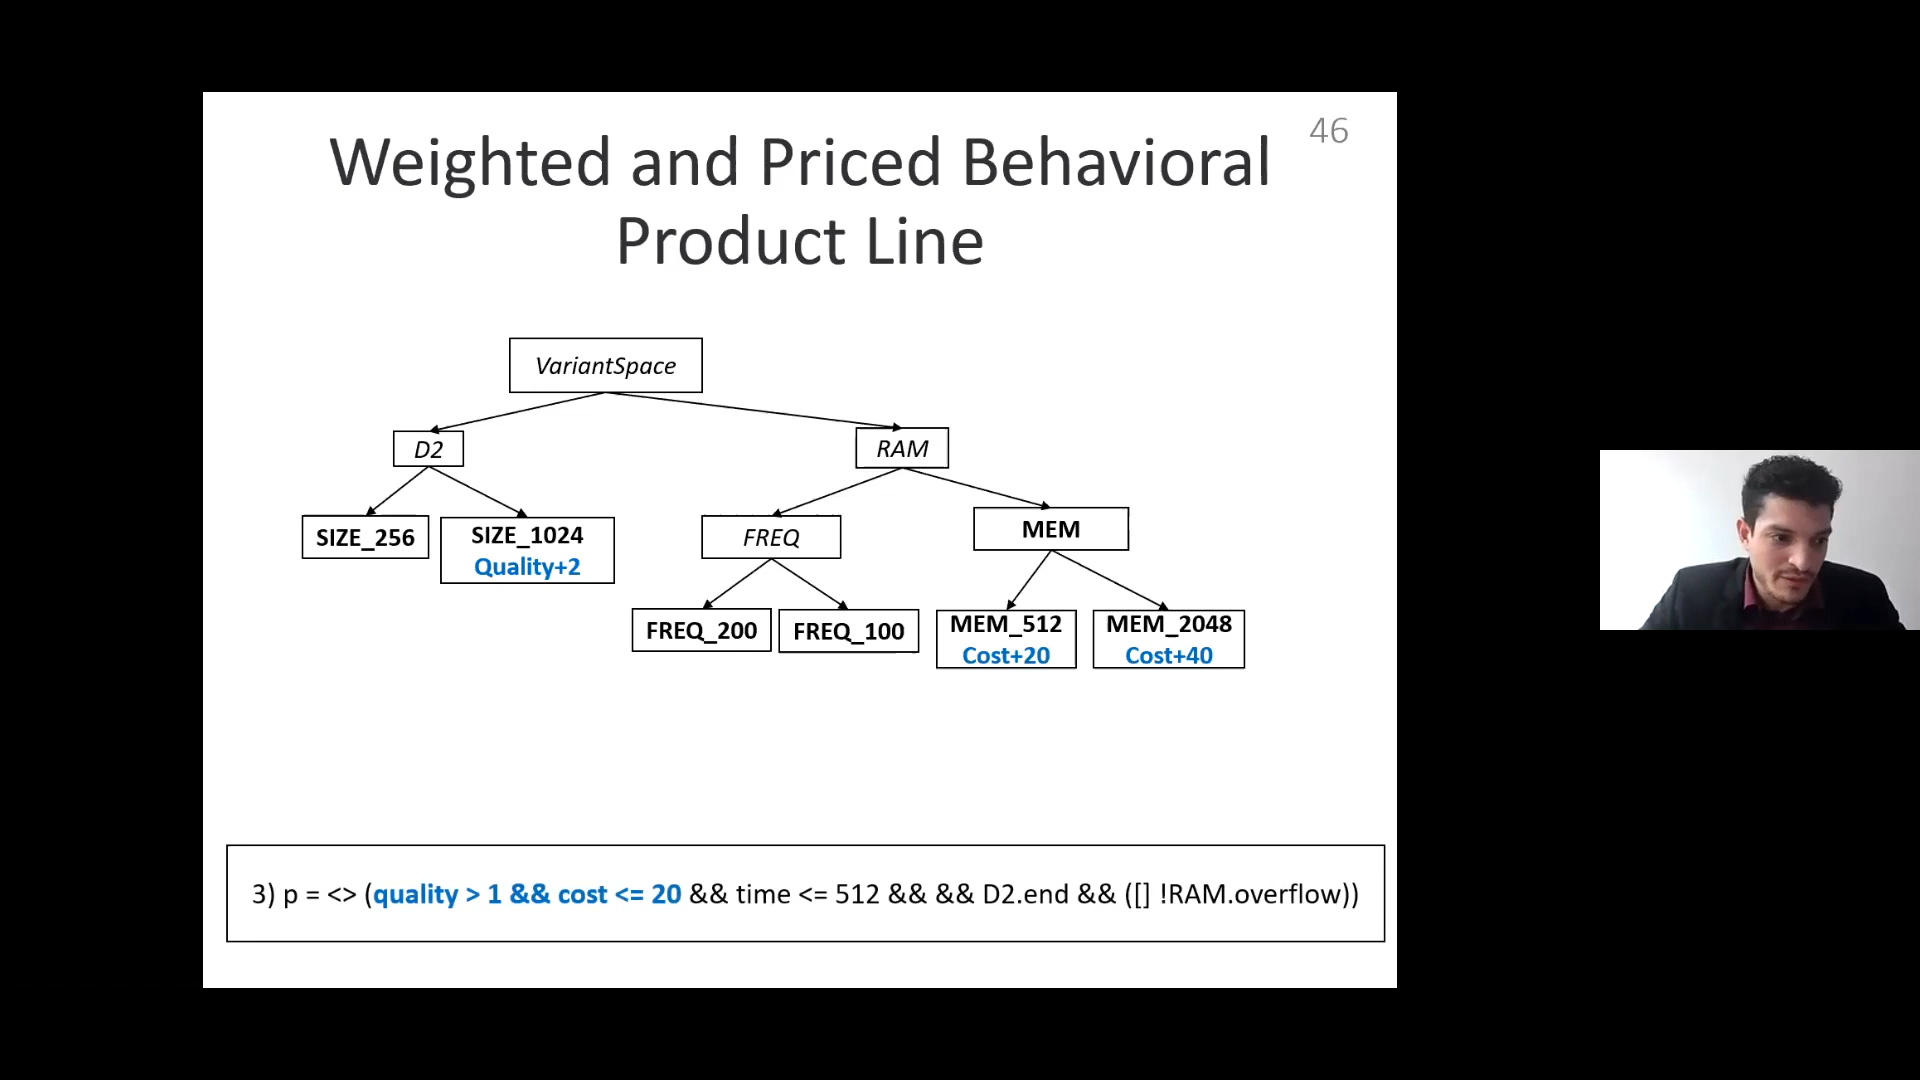 46
Weighted and Priced Behavioral
Product Line
VariantSpace
D2
RAM
SIZE_256
SIZE_1024
Quality+2
FREQ
MEM
FREQ_200
FREQ_100
MEM_512
Cost+20
MEM_2048
Cost+40
3) p = <> (quality > 1 && cost <= 20 && time <= 512 && && D2.end && ([] !RAM.overflow))